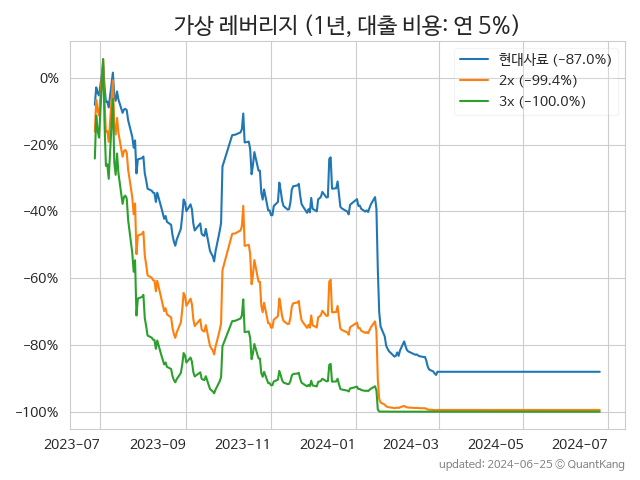 가상 레버리지 (1년, 대출 비용: 연 5%)
현대사료 (−87.0%)
2x (−99.4%)
3x (−100.0%)
0%
−20%
−40%
−60%
−80%
−100%
2023−07 2023−09 2023−11 2024−01 2024−03 2024−05 2024−07
updated: 2024-06-25 © QuantKang